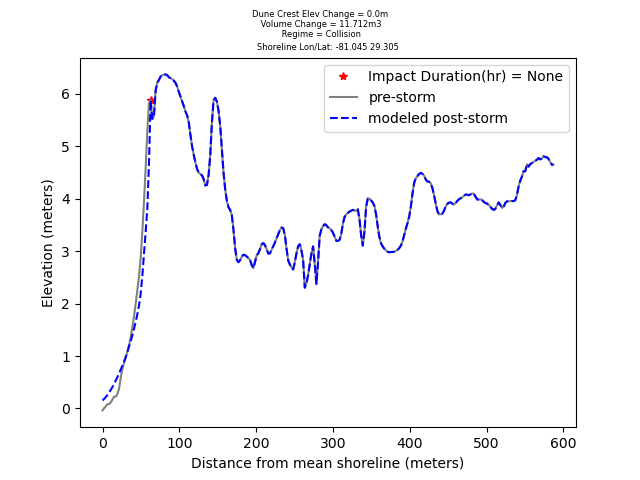 Dune Crest Elev Change = 0.0m
Volume Change = 11.712m3
Regime = Collision
Shoreline Lon/Lat: -81.045 29.305
Impact Duration(hr) = None
pre-storm
modeled post-storm
Elevation (meters)
6
5
4
3
2
1
0
0 100 200 300 400 500 600
Distance from mean shoreline (meters)